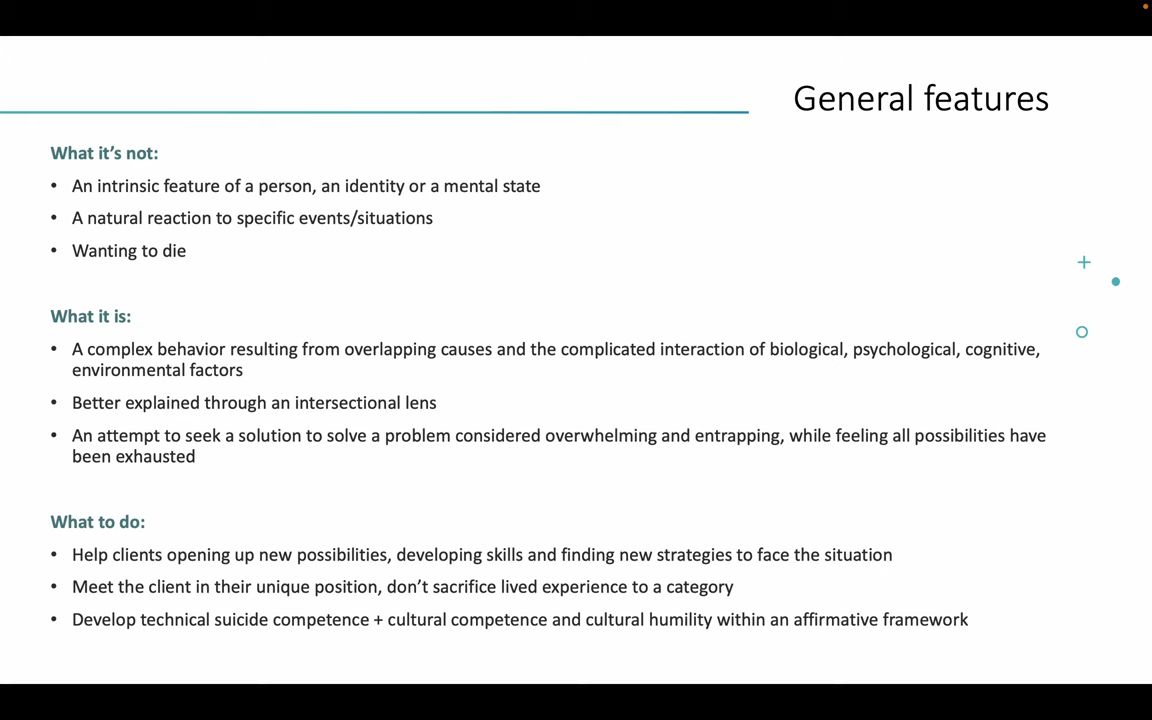 General features
What it's not:
• An intrinsic feature of a person, an identity or a mental state
• A natural reaction to specific events/situations
• Wanting to die
What it is:
• A complex behavior resulting from overlapping causes and the complicated interaction of biological, psychological, cognitive,
environmental factors
• Better explained through an intersectional lens
• An attempt to seek a solution to solve a problem considered overwhelming and entrapping, while feeling all possibilities have
been exhausted
What to do:
• Help clients opening up new possibilities, developing skills and finding new strategies to face the situation
• Meet the client in their unique position, don't sacrifice lived experience to a category
• Develop technical suicide competence + cultural competence and cultural humility within an affirmative framework